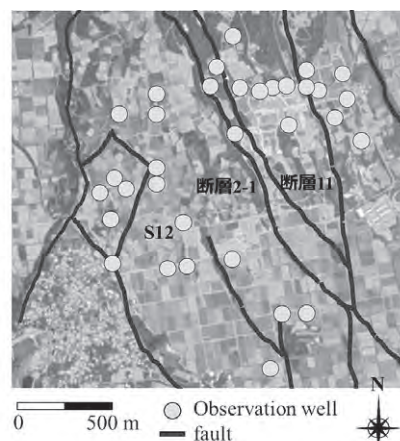 断層2-1
断層11
S12
N
0 500 m
Observation well
fault